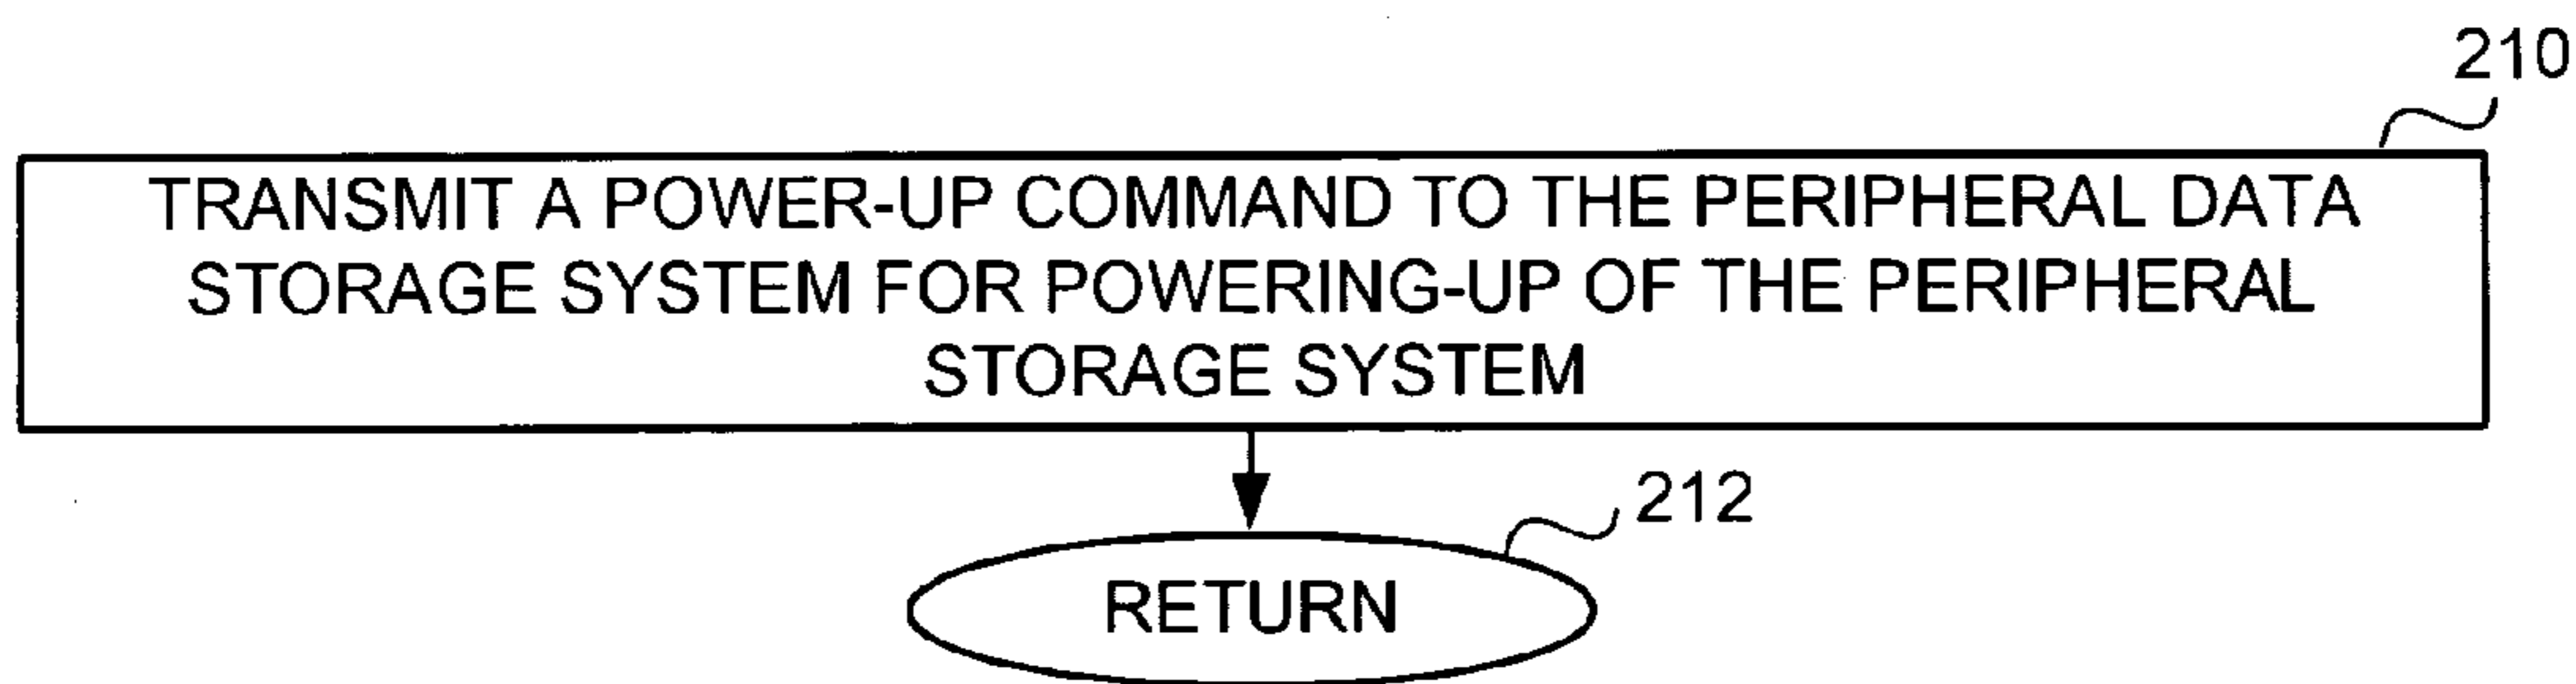 210
TRANSMIT A POWER-UP COMMAND TO THE PERIPHERAL DATA
STORAGE SYSTEM FOR POWERING-UP OF THE PERIPHERAL
STORAGE SYSTEM
212
RETURN